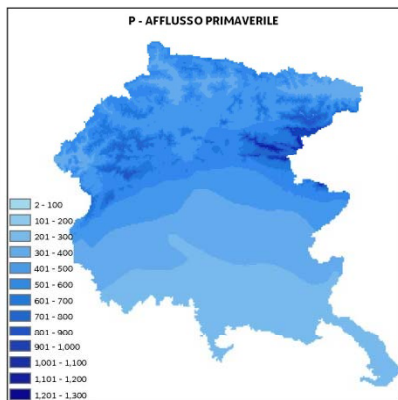 P - AFFLUSSO PRIMAVERILE
2 - 100
101 - 200
201 - 300
301 - 400
401 - 500
501 - 600
601 - 700
701 - 800
801 - 900
901 - 1,000
1,001 - 1,100
1,101 - 1,200
1,201 - 1,300